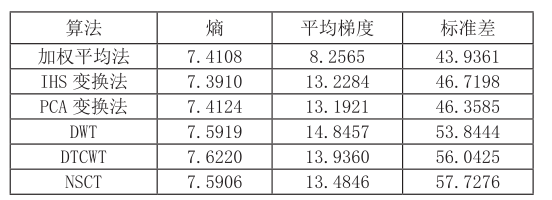 算法 熵 平均梯度 标准差
加权平均法 7.4108 8.2565 43.9361
IHS 变换法 7.3910 13.2284 46.7198
PCA 变换法 7.4124 13.1921 46.3585
DWT 7.5919 14.8457 53.8444
DTCWT 7.6220 13.9360 56.0425
NSCT 7.5906 13.4846 57.7276